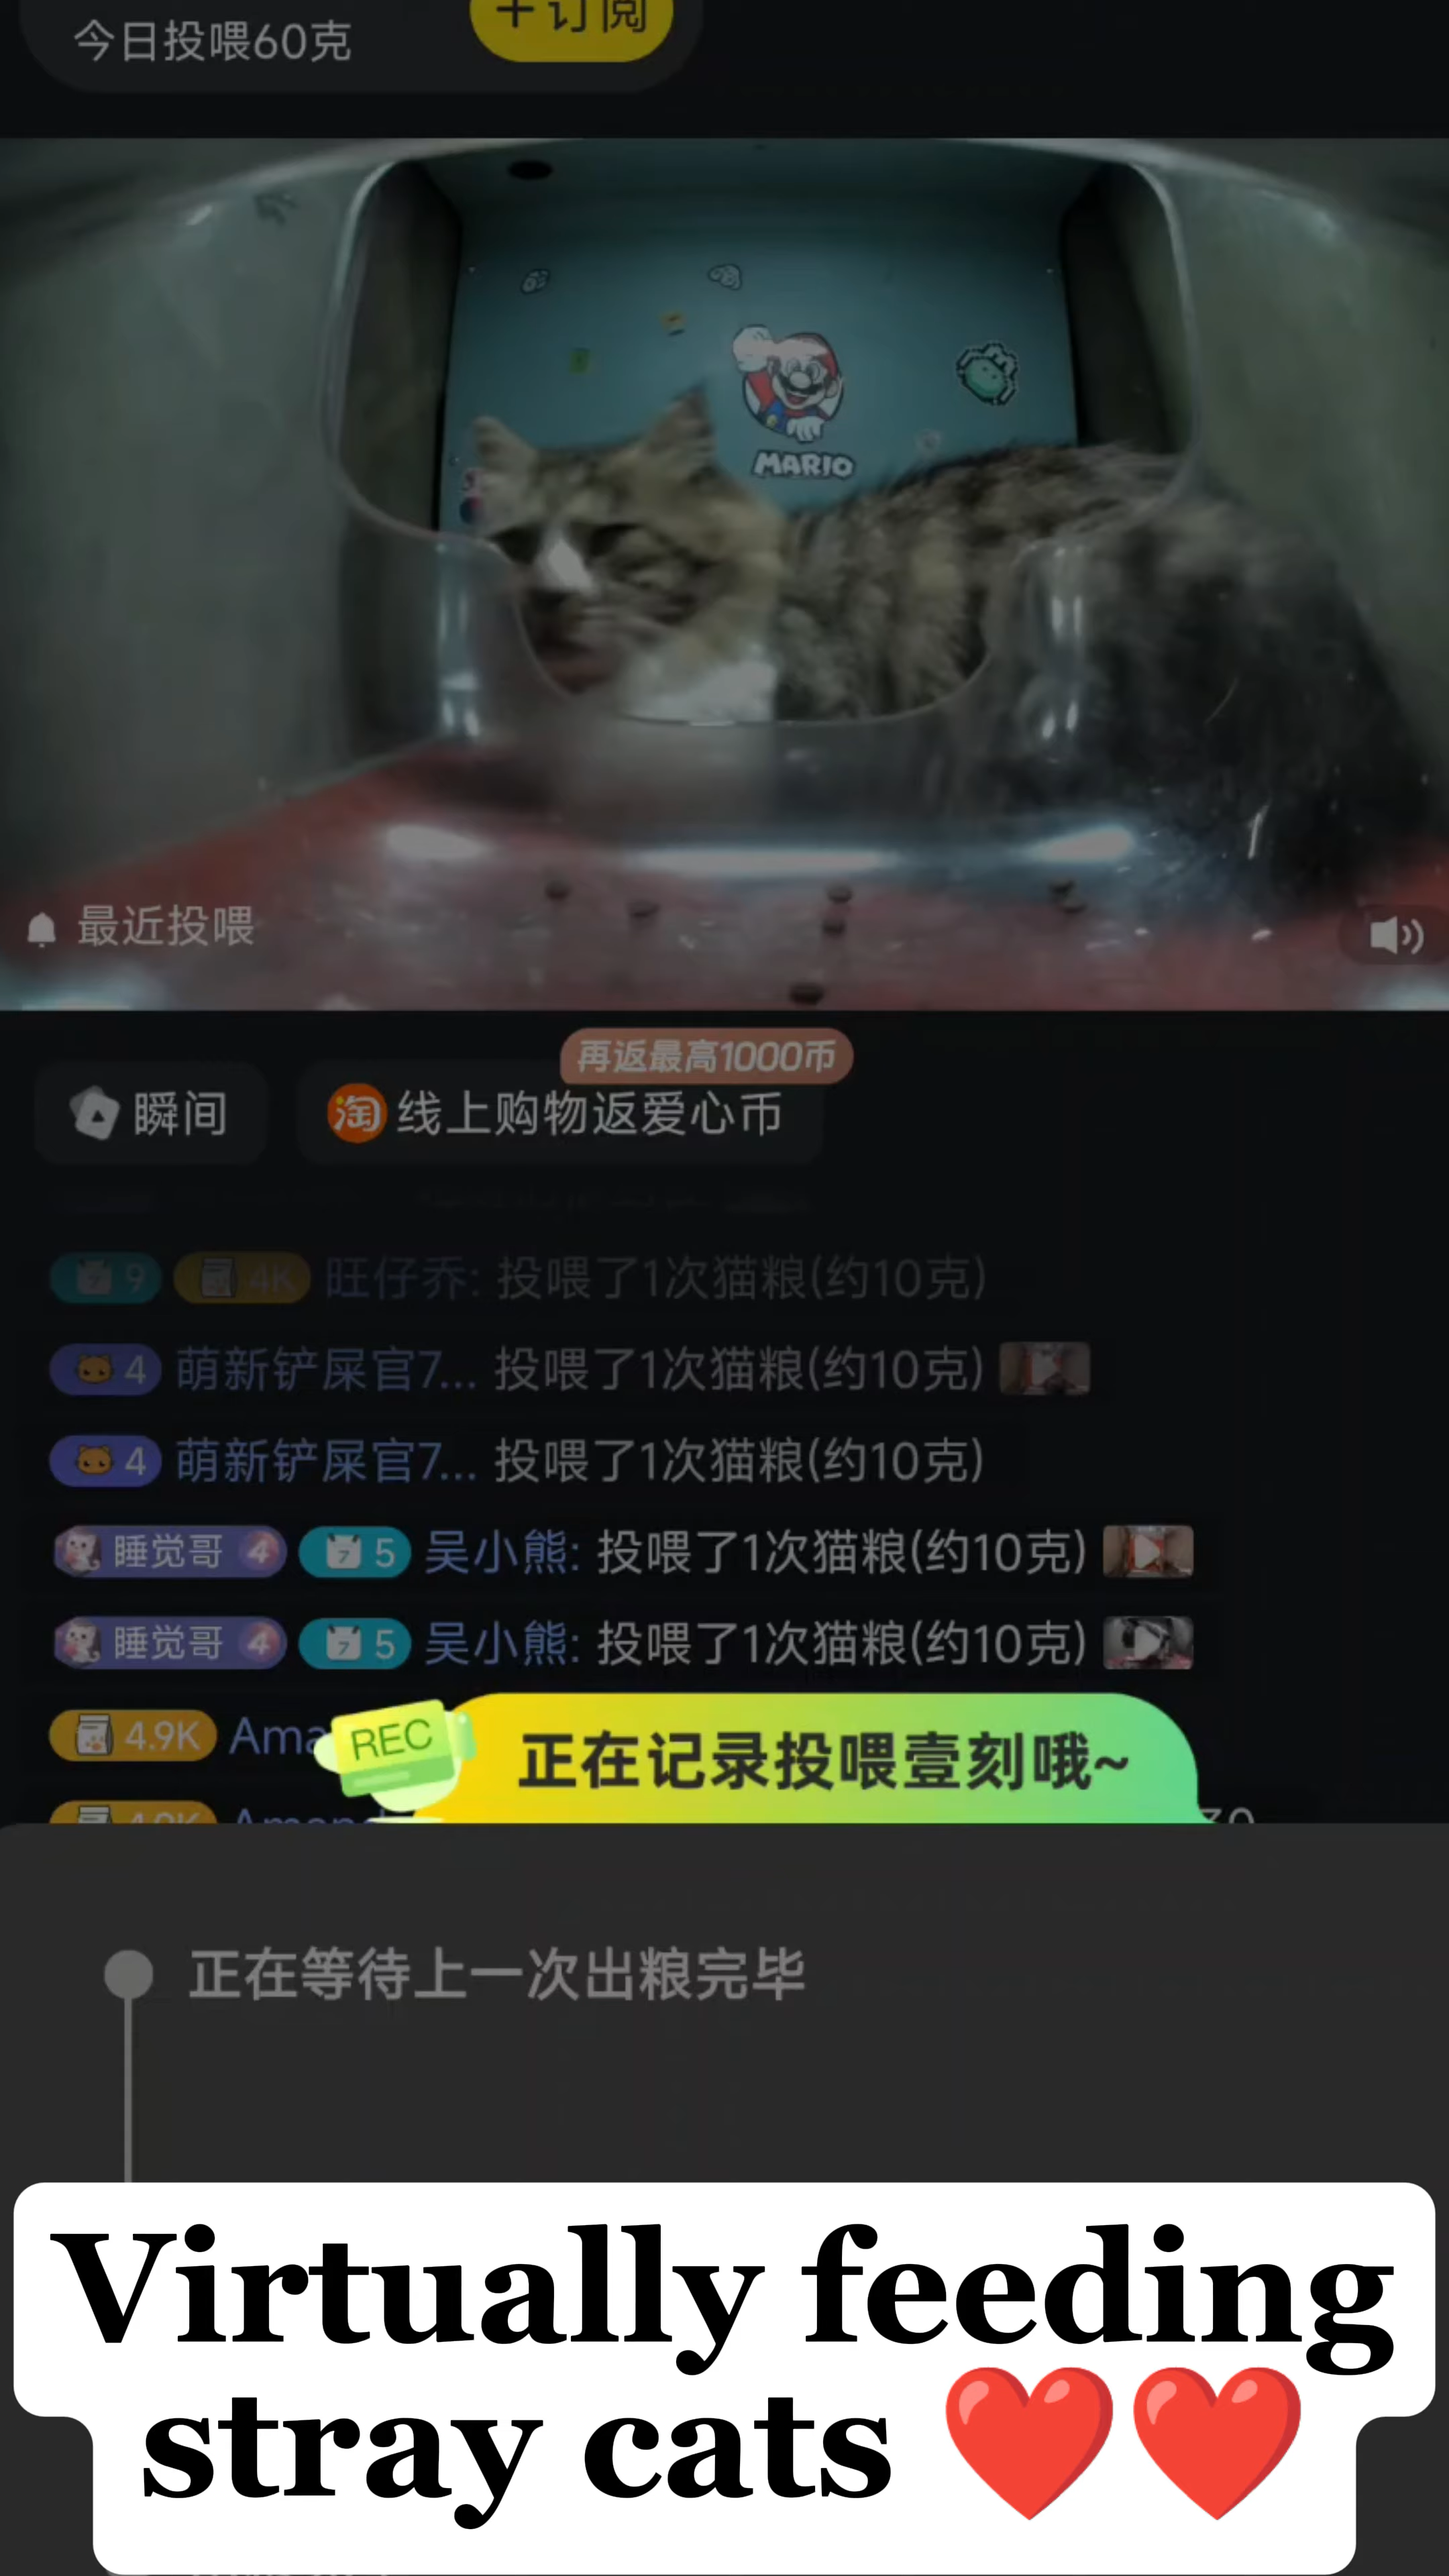 今日投喂60克
+订阅
MARIO
最近投喂
再返最高1000币
瞬间
淘 线上购物返爱心币
7 9 4K 旺仔乔: 投喂了1次猫粮(约10克)
4 萌新铲屎官7... 投喂了1次猫粮(约10克)
4 萌新铲屎官7... 投喂了1次猫粮(约10克)
睡觉哥 4 7 5 吴小熊: 投喂了1次猫粮(约10克)
睡觉哥 4 7 5 吴小熊: 投喂了1次猫粮(约10克)
4.9K Ama
REC 正在记录投喂壹刻哦~
正在等待上一次出粮完毕
Virtually feeding
stray cats ❤️❤️